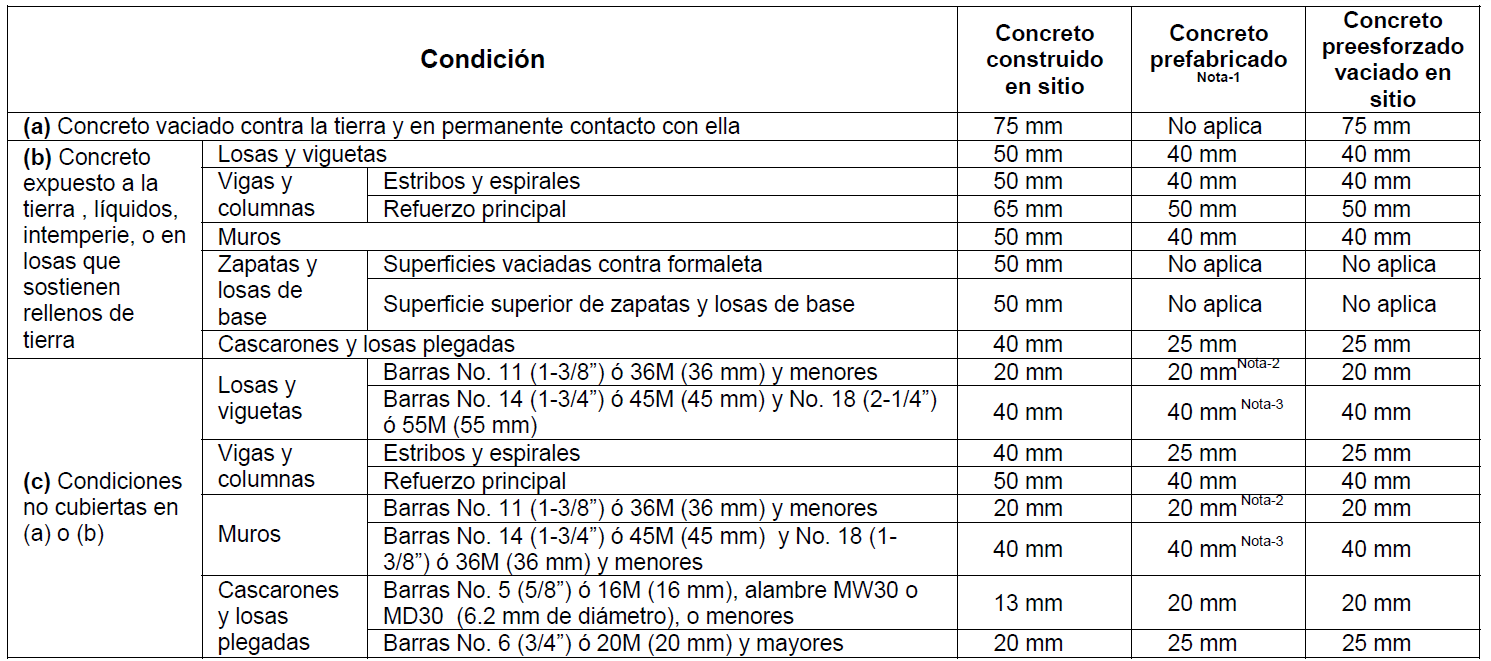 Condición
Concreto
construido
en sitio
Concreto
prefabricado
Nota-1
Concreto
preesforzado
vaciado en
sitio
(a) Concreto vaciado contra la tierra y en permanente contacto con ella
75 mm
No aplica
75 mm
(b) Concreto
expuesto a la
tierra , líquidos,
intemperie, o en
losas que
sostienen
rellenos de
tierra
Losas y viguetas
50 mm
40 mm
40 mm
Vigas y
columnas
Estribos y espirales
50 mm
40 mm
40 mm
Refuerzo principal
65 mm
50 mm
50 mm
Muros
50 mm
40 mm
40 mm
Zapatas y
losas de
base
Superficies vaciadas contra formaleta
50 mm
No aplica
No aplica
Superficie superior de zapatas y losas de base
50 mm
No aplica
No aplica
Cascarones y losas plegadas
40 mm
25 mm
25 mm
(c) Condiciones
no cubiertas en
(a) o (b)
Losas y
viguetas
Barras No. 11 (1-3/8”) ó 36M (36 mm) y menores
20 mm
20 mm Nota-2
20 mm
Barras No. 14 (1-3/4”) ó 45M (45 mm) y No. 18 (2-1/4”)
ó 55M (55 mm)
40 mm
40 mm Nota-3
40 mm
Vigas y
columnas
Estribos y espirales
40 mm
25 mm
25 mm
Refuerzo principal
50 mm
40 mm
40 mm
Muros
Barras No. 11 (1-3/8”) ó 36M (36 mm) y menores
20 mm
20 mm Nota-2
20 mm
Barras No. 14 (1-3/4”) ó 45M (45 mm) y No. 18 (1-
3/8”) ó 36M (36 mm) y menores
40 mm
40 mm Nota-3
40 mm
Cascarones
y losas
plegadas
Barras No. 5 (5/8”) ó 16M (16 mm), alambre MW30 o
MD30 (6.2 mm de diámetro), o menores
13 mm
20 mm
20 mm
Barras No. 6 (3/4”) ó 20M (20 mm) y mayores
20 mm
25 mm
25 mm